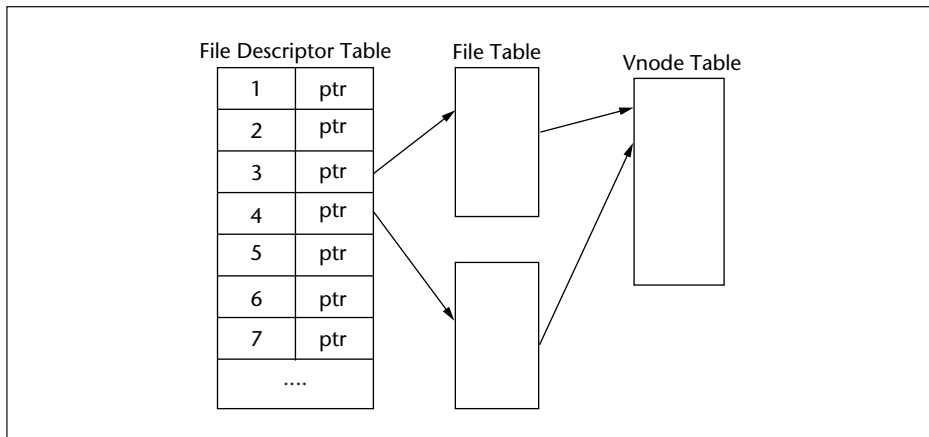 File Descriptor Table
File Table
Vnode Table
1 ptr
2 ptr
3 ptr
4 ptr
5 ptr
6 ptr
7 ptr
....